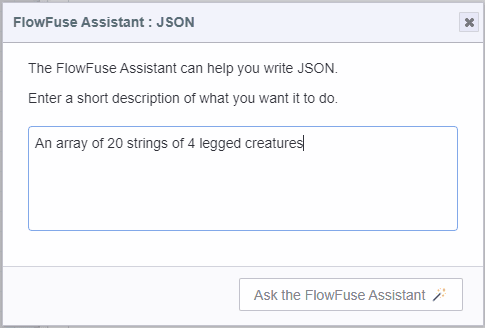 FlowFuse Assistant : JSON
The FlowFuse Assistant can help you write JSON.
Enter a short description of what you want it to do.
An array of 20 strings of 4 legged creatures
Ask the FlowFuse Assistant